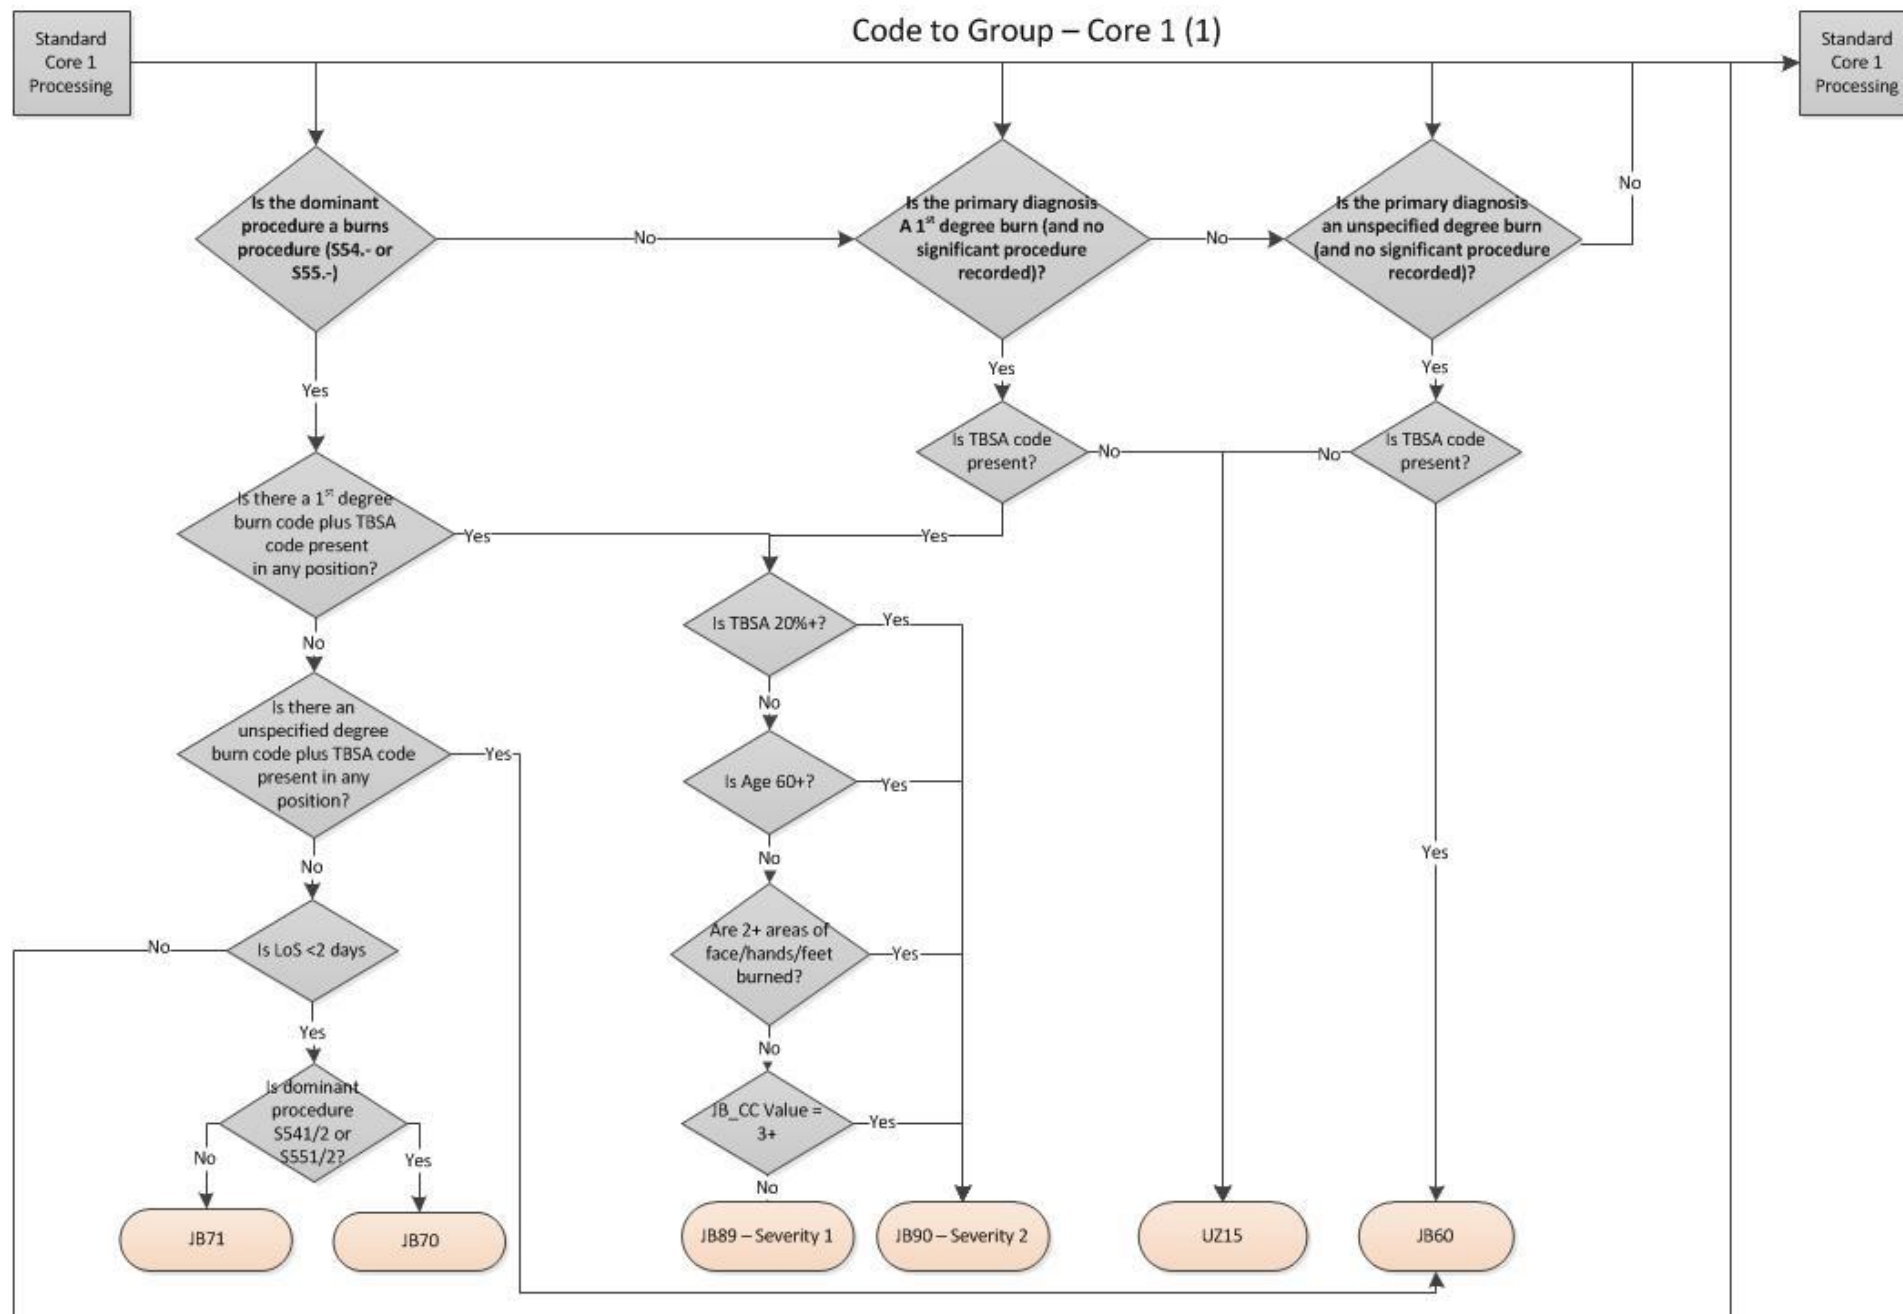 Code to Group – Core 1 (1)
Standard
Core 1
Processing
Standard
Core 1
Processing
Is the dominant
procedure a burns
procedure (S54.- or
S55.-)
No
Is the primary diagnosis
A 1st degree burn (and no
significant procedure
recorded)?
No
Is the primary diagnosis
an unspecified degree burn
(and no significant procedure
recorded)?
No
Yes
Yes
Yes
Is TBSA code
present?
No
No
Is TBSA code
present?
Is there a 1st degree
burn code plus TBSA
code present
in any position?
Yes
Yes
No
Is TBSA 20%+?
Yes
No
Is there an
unspecified degree
burn code plus TBSA code
present in any
position?
Yes
Is Age 60+?
Yes
No
No
Yes
Are 2+ areas of
face/hands/feet
burned?
Yes
No
Is LoS <2 days
Yes
No
Is dominant
procedure
S541/2 or
S551/2?
No
Yes
JB_CC Value =
3+
Yes
No
JB71
JB70
JB89 – Severity 1
JB90 – Severity 2
UZ15
JB60